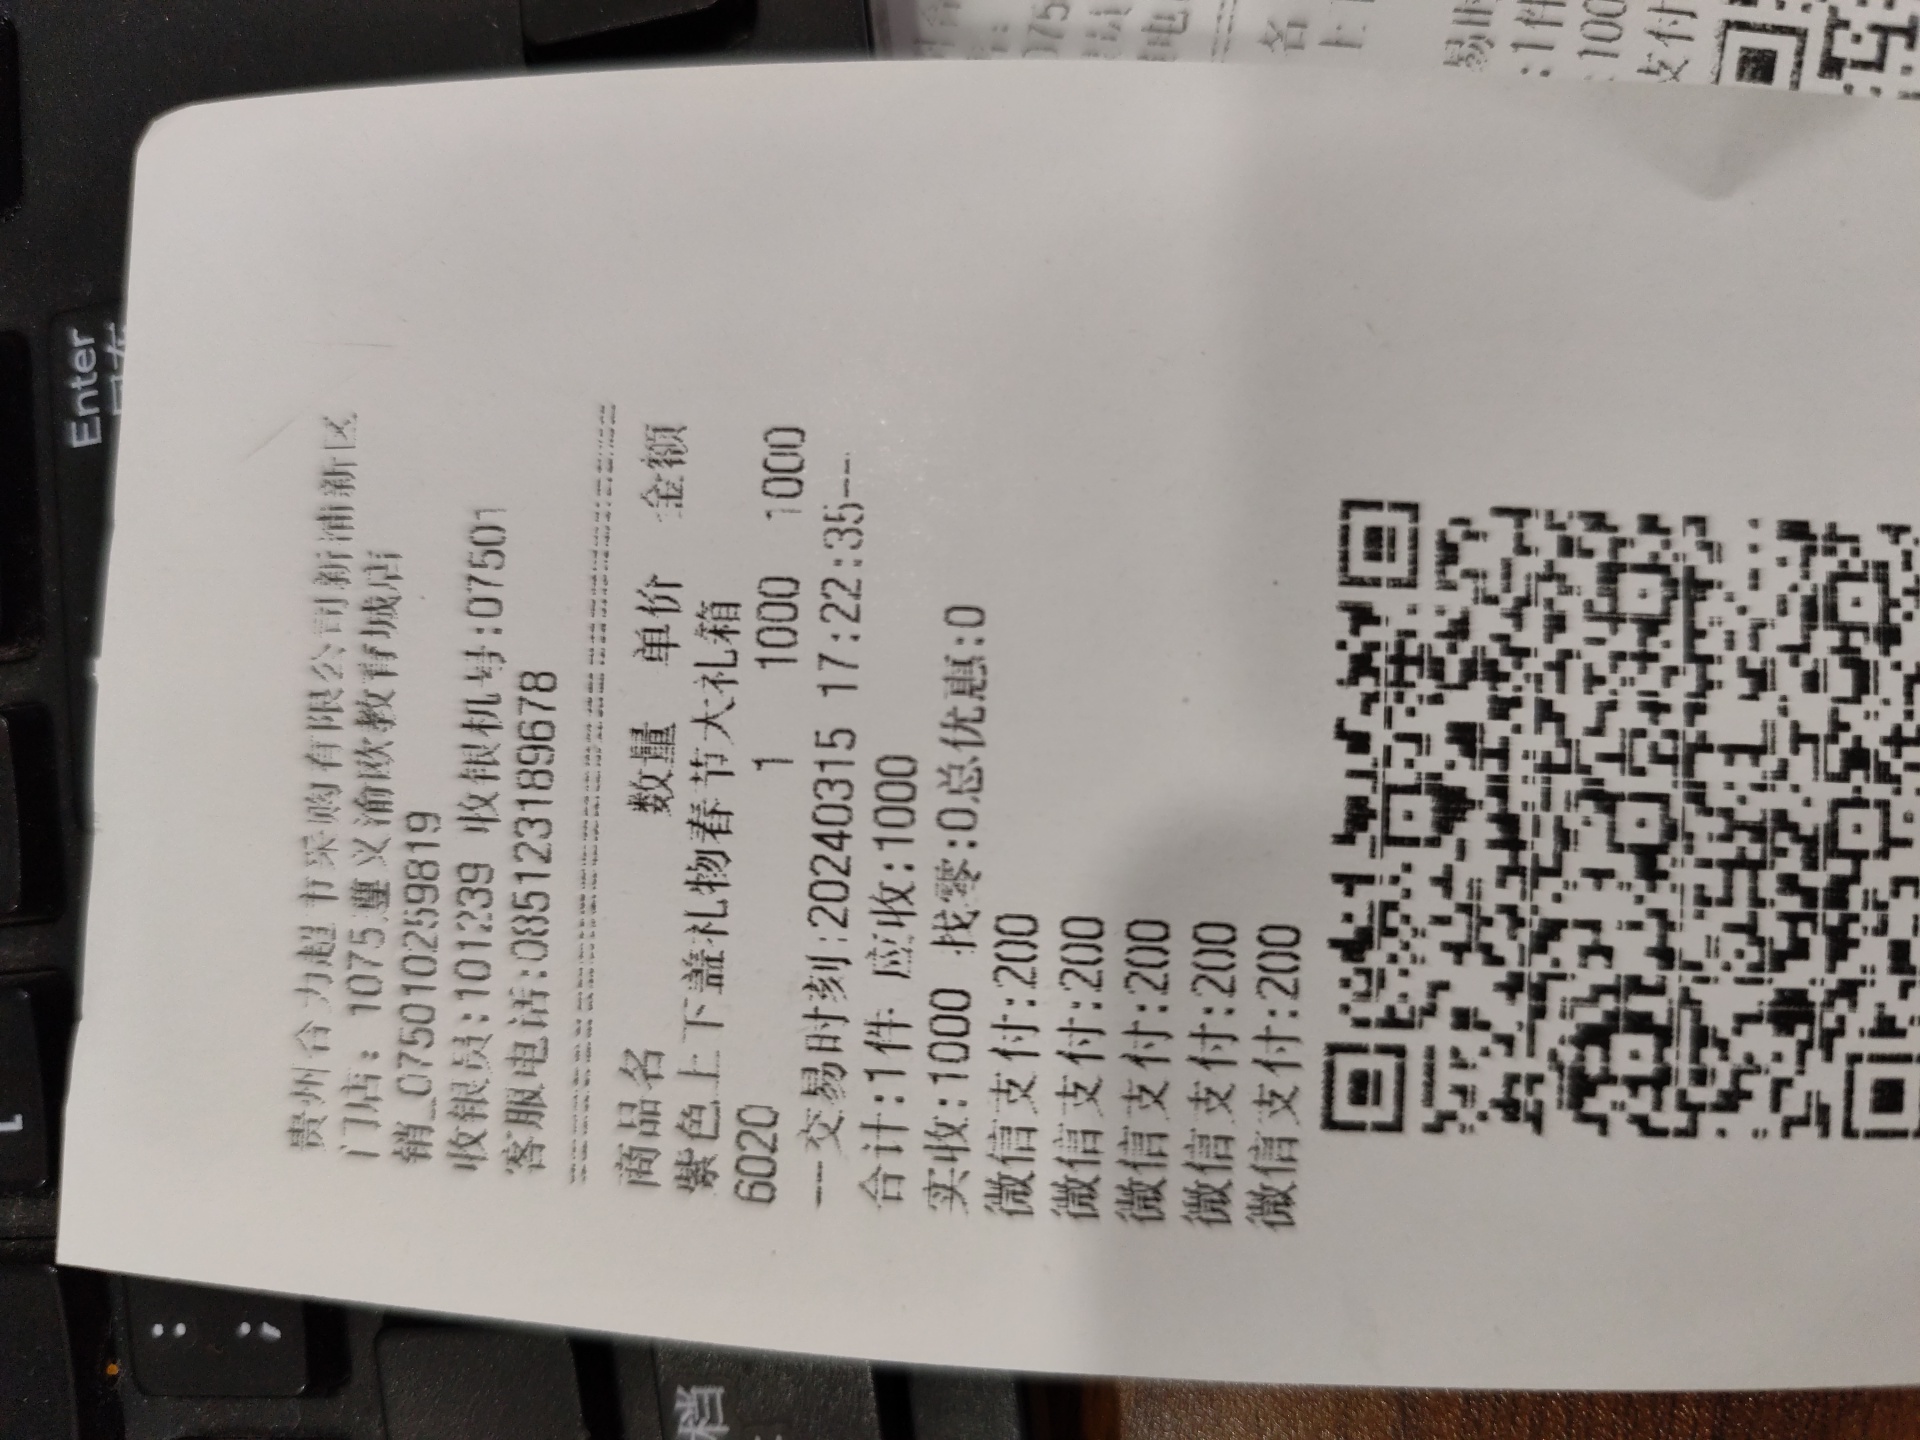 贵州合力超市采购有限公司新浦新区
门店: 1075遵义渝欧教育城店
销_075010259819
收银员:101239 收银机号:07501
客服电话:085123189678
商品名 数量 单价 金额
紫色上下盖礼物春节大礼箱
6020 1 1000 1000
--交易时刻:20240315 17:22:35--
合计:1件 应收:1000
实收:1000 找零:0总优惠:0
微信支付:200
微信支付:200
微信支付:200
微信支付:200
微信支付:200
Enter
档